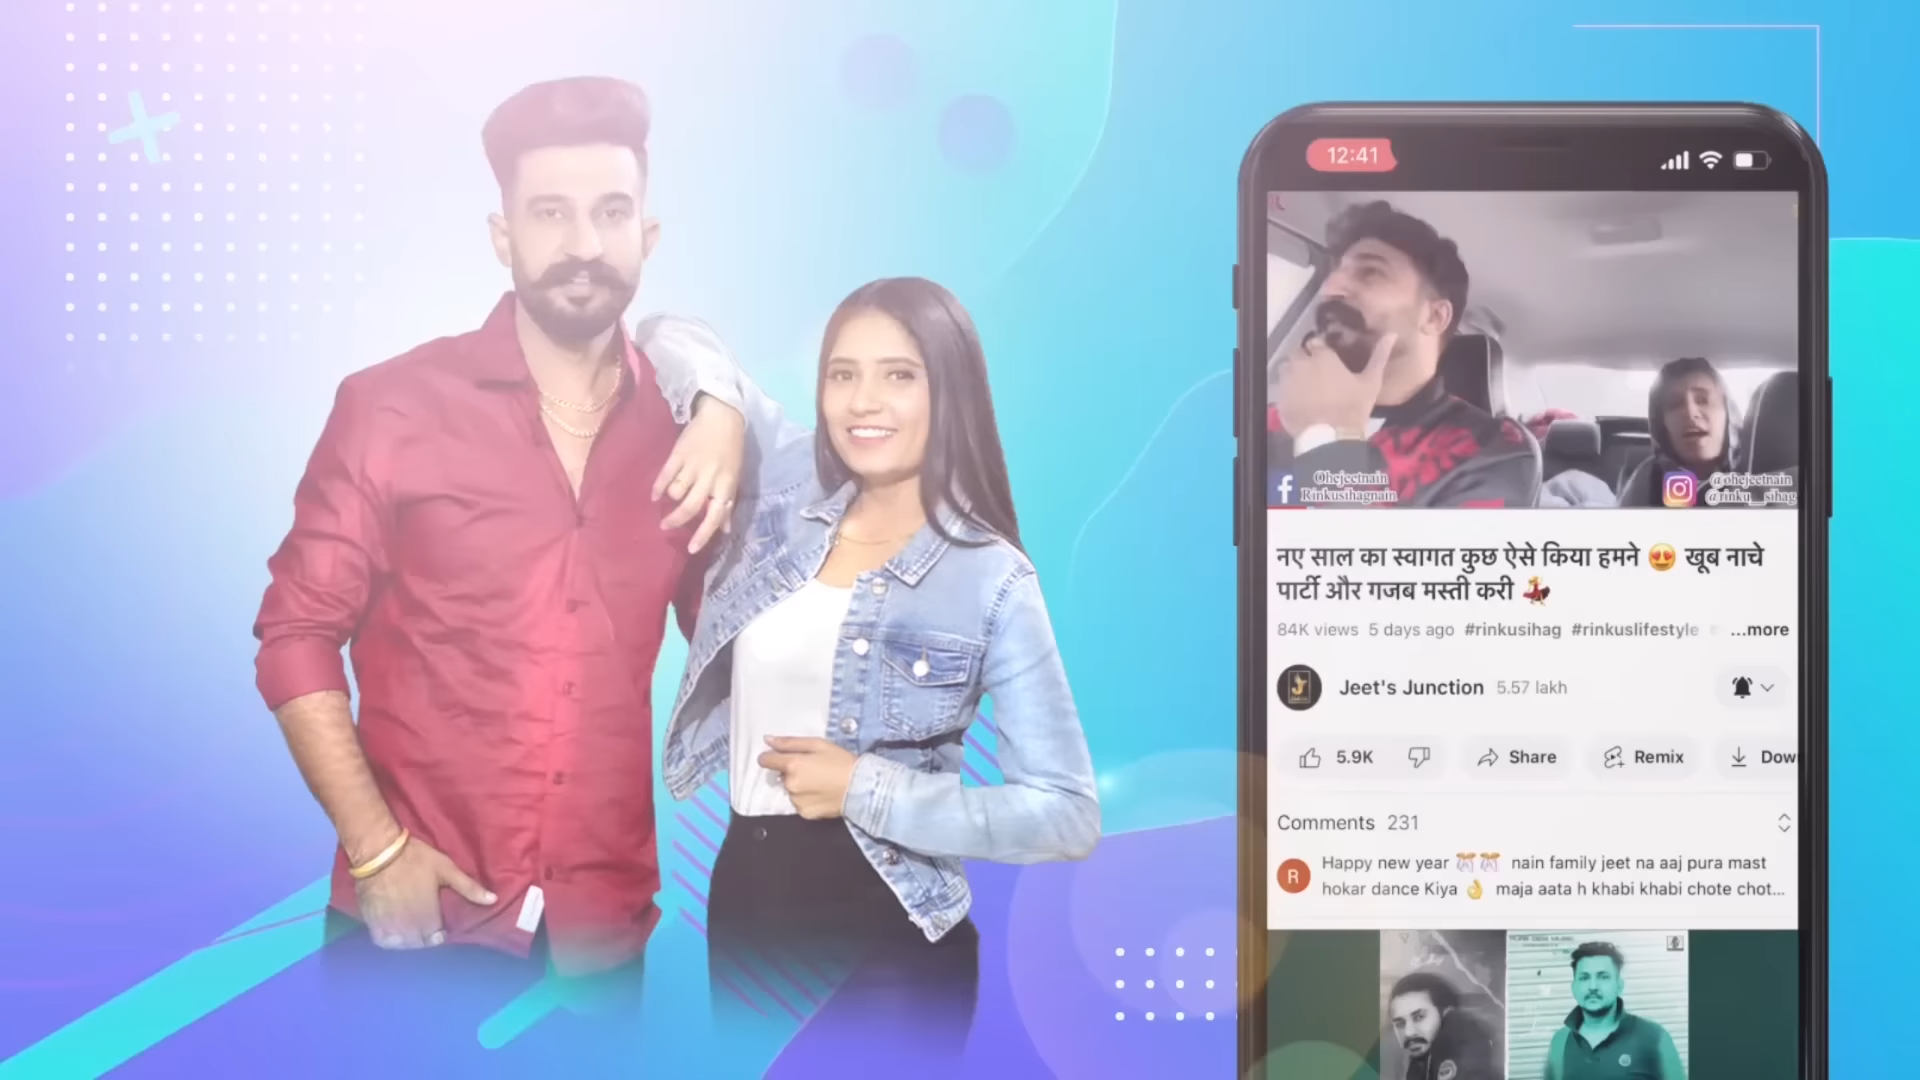 12:41
Ohejeetnain
Rinkusihagnain
@ohejeetnain
@rinku__sihag
नए साल का स्वागत कुछ ऐसे किया हमने 😍 खूब नाचे
पार्टी और गजब मस्ती करी 💃
84K views 5 days ago #rinkusihag #rinkuslifestyle ...more
Jeet's Junction 5.57 lakh
5.9K Share Remix Dow
Comments 231
R
Happy new year 🎊🎊 nain family jeet na aaj pura mast
hokar dance Kiya 👌 maja aata h khabi khabi chote chot...